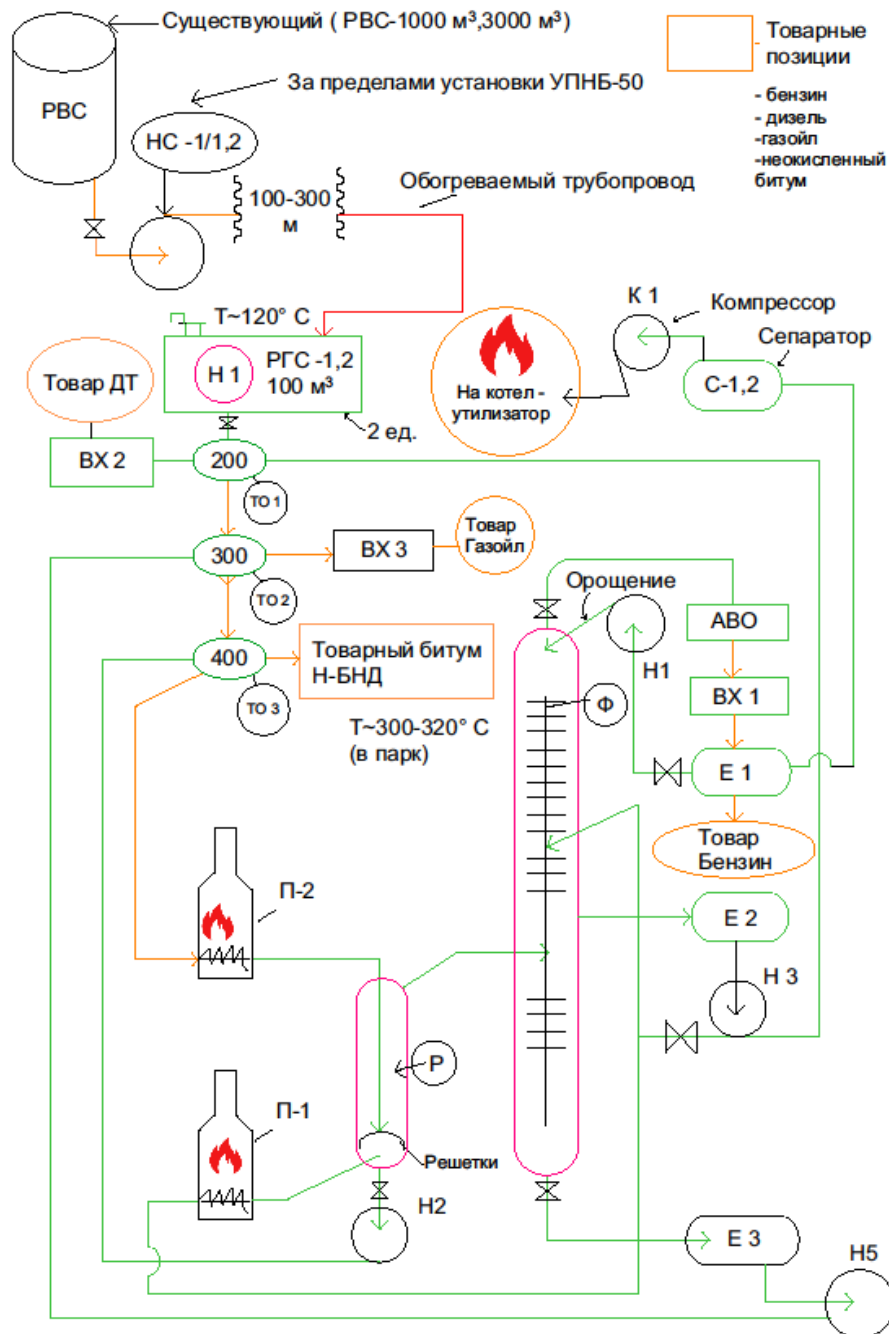 Существующий ( РВС-1000 м³,3000 м³)
Товарные
позиции
- бензин
- дизель
-газойл
-неокисленный
битум
За пределами установки УПНБ-50
РВС
НС -1/1,2
100-300
м
Обогреваемый трубопровод
T~120° C
Н 1
РГС -1,2
100 м³
2 ед.
Товар ДТ
ВХ 2
200
ТО 1
К 1
Компрессор
Сепаратор
С-1,2
На котел -
утилизатор
300
ТО 2
ВХ 3
Товар
Газойл
400
ТО 3
Товарный битум
Н-БНД
T~300-320° C
(в парк)
Орощение
Н1
АВО
ВХ 1
Ф
Е 1
Товар
Бензин
П-2
Е 2
Н 3
Р
П-1
Решетки
Н2
Е 3
Н5